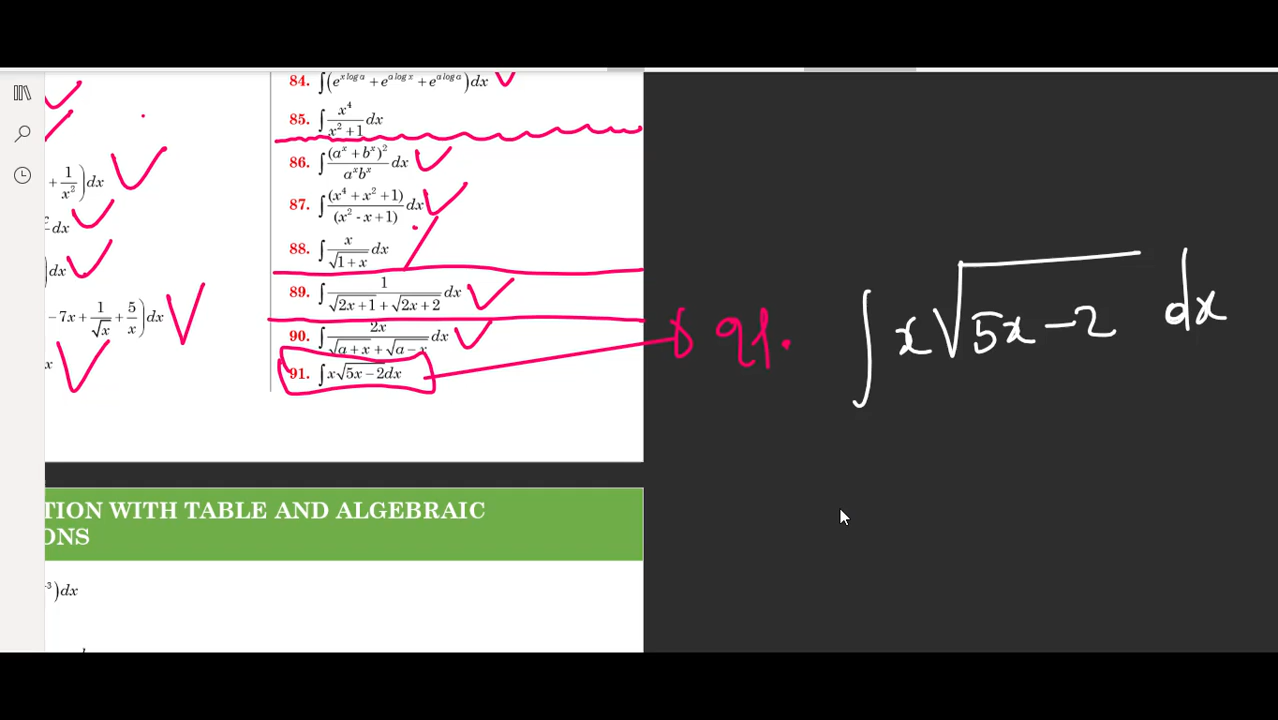 84. ∫(e^{x log a} + e^{a log x} + e^{a log a})dx
85. ∫ x⁴/(x² + 1) dx
86. ∫ (aˣ + bˣ)²/(aˣbˣ) dx
+ 1/x²)dx
87. ∫ (x⁴ + x² + 1)/(x² - x + 1) dx
dx
88. ∫ x/√(1 + x) dx
)dx
89. ∫ 1/(√(2x+1) + √(2x+2)) dx
- 7x + 1/√x + 5/x)dx
90. ∫ 2x/(√(a+x) + √(a-x)) dx
x
91. ∫ x√(5x - 2)dx
91. ∫ x√(5x - 2) dx
TION WITH TABLE AND ALGEBRAIC
ONS
⁻³)dx